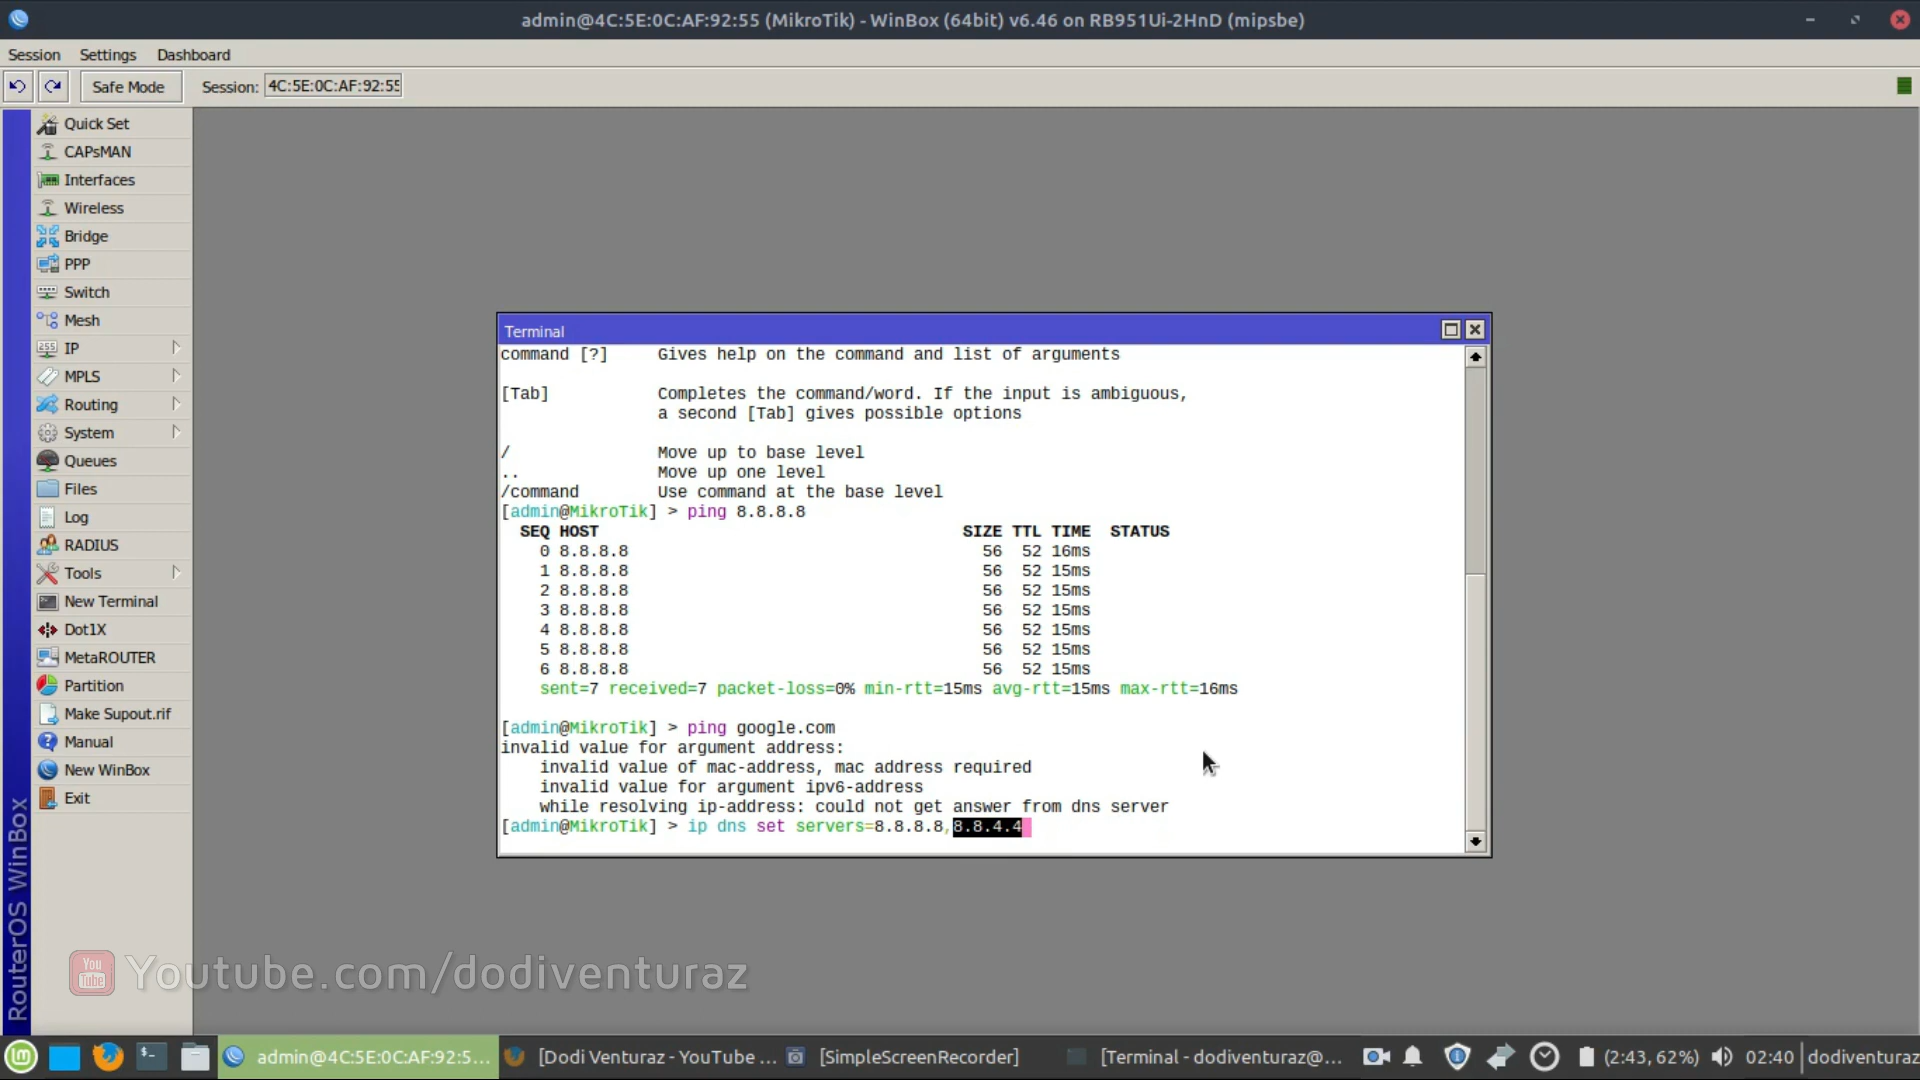 admin@4C:5E:0C:AF:92:55 (MikroTik) - WinBox (64bit) v6.46 on RB951Ui-2HnD (mipsbe)
Session Settings Dashboard
Safe Mode Session: 4C:5E:0C:AF:92:55
Quick Set
CAPsMAN
Interfaces
Wireless
Bridge
PPP
Switch
Mesh
IP
MPLS
Routing
System
Queues
Files
Log
RADIUS
Tools
New Terminal
Dot1X
MetaROUTER
Partition
Make Supout.rif
Manual
New WinBox
Exit
RouterOS WinBox
Terminal
command [?] Gives help on the command and list of arguments
[Tab] Completes the command/word. If the input is ambiguous,
a second [Tab] gives possible options
/ Move up to base level
.. Move up one level
/command Use command at the base level
[admin@MikroTik] > ping 8.8.8.8
SEQ HOST SIZE TTL TIME STATUS
0 8.8.8.8 56 52 16ms
1 8.8.8.8 56 52 15ms
2 8.8.8.8 56 52 15ms
3 8.8.8.8 56 52 15ms
4 8.8.8.8 56 52 15ms
5 8.8.8.8 56 52 15ms
6 8.8.8.8 56 52 15ms
sent=7 received=7 packet-loss=0% min-rtt=15ms avg-rtt=15ms max-rtt=16ms
[admin@MikroTik] > ping google.com
invalid value for argument address:
invalid value of mac-address, mac address required
invalid value for argument ipv6-address
while resolving ip-address: could not get answer from dns server
[admin@MikroTik] > ip dns set servers=8.8.8.8,8.8.4.4
You Tube Youtube.com/dodiventuraz
admin@4C:5E:0C:AF:92:5... [Dodi Venturaz - YouTube ... [SimpleScreenRecorder] [Terminal - dodiventuraz@... (2:43, 62%) 02:40 dodiventuraz